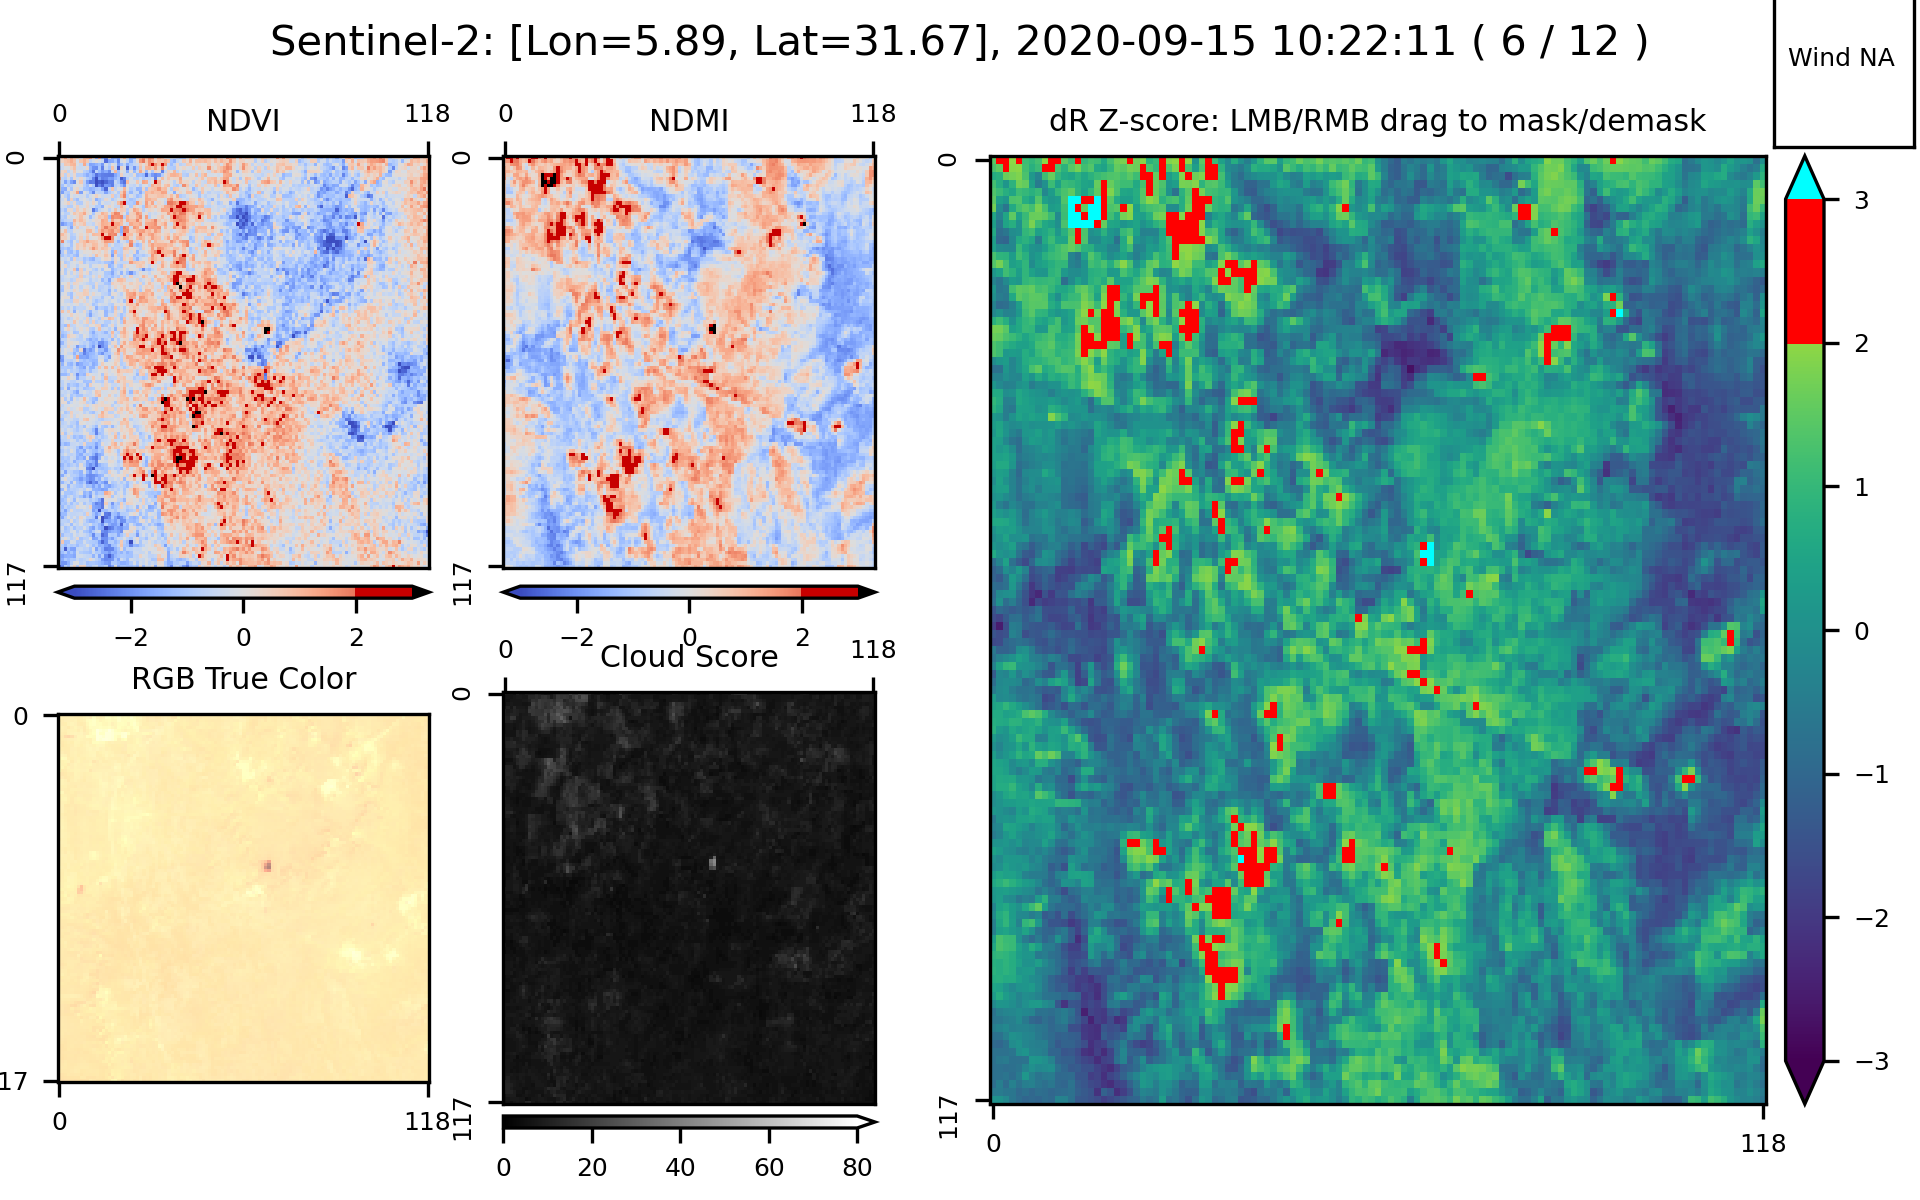 Sentinel-2: [Lon=5.89, Lat=31.67], 2020-09-15 10:22:11 ( 6 / 12 )
Wind NA
NDVI
0 118
0
117
−2 0 2
NDMI
0 118
0
117
−2 0 2
dR Z-score: LMB/RMB drag to mask/demask
0
117
0 118
3
2
1
0
−1
−2
−3
RGB True Color
0
17
0 118
Cloud Score
0 118
0
117
0 20 40 60 80